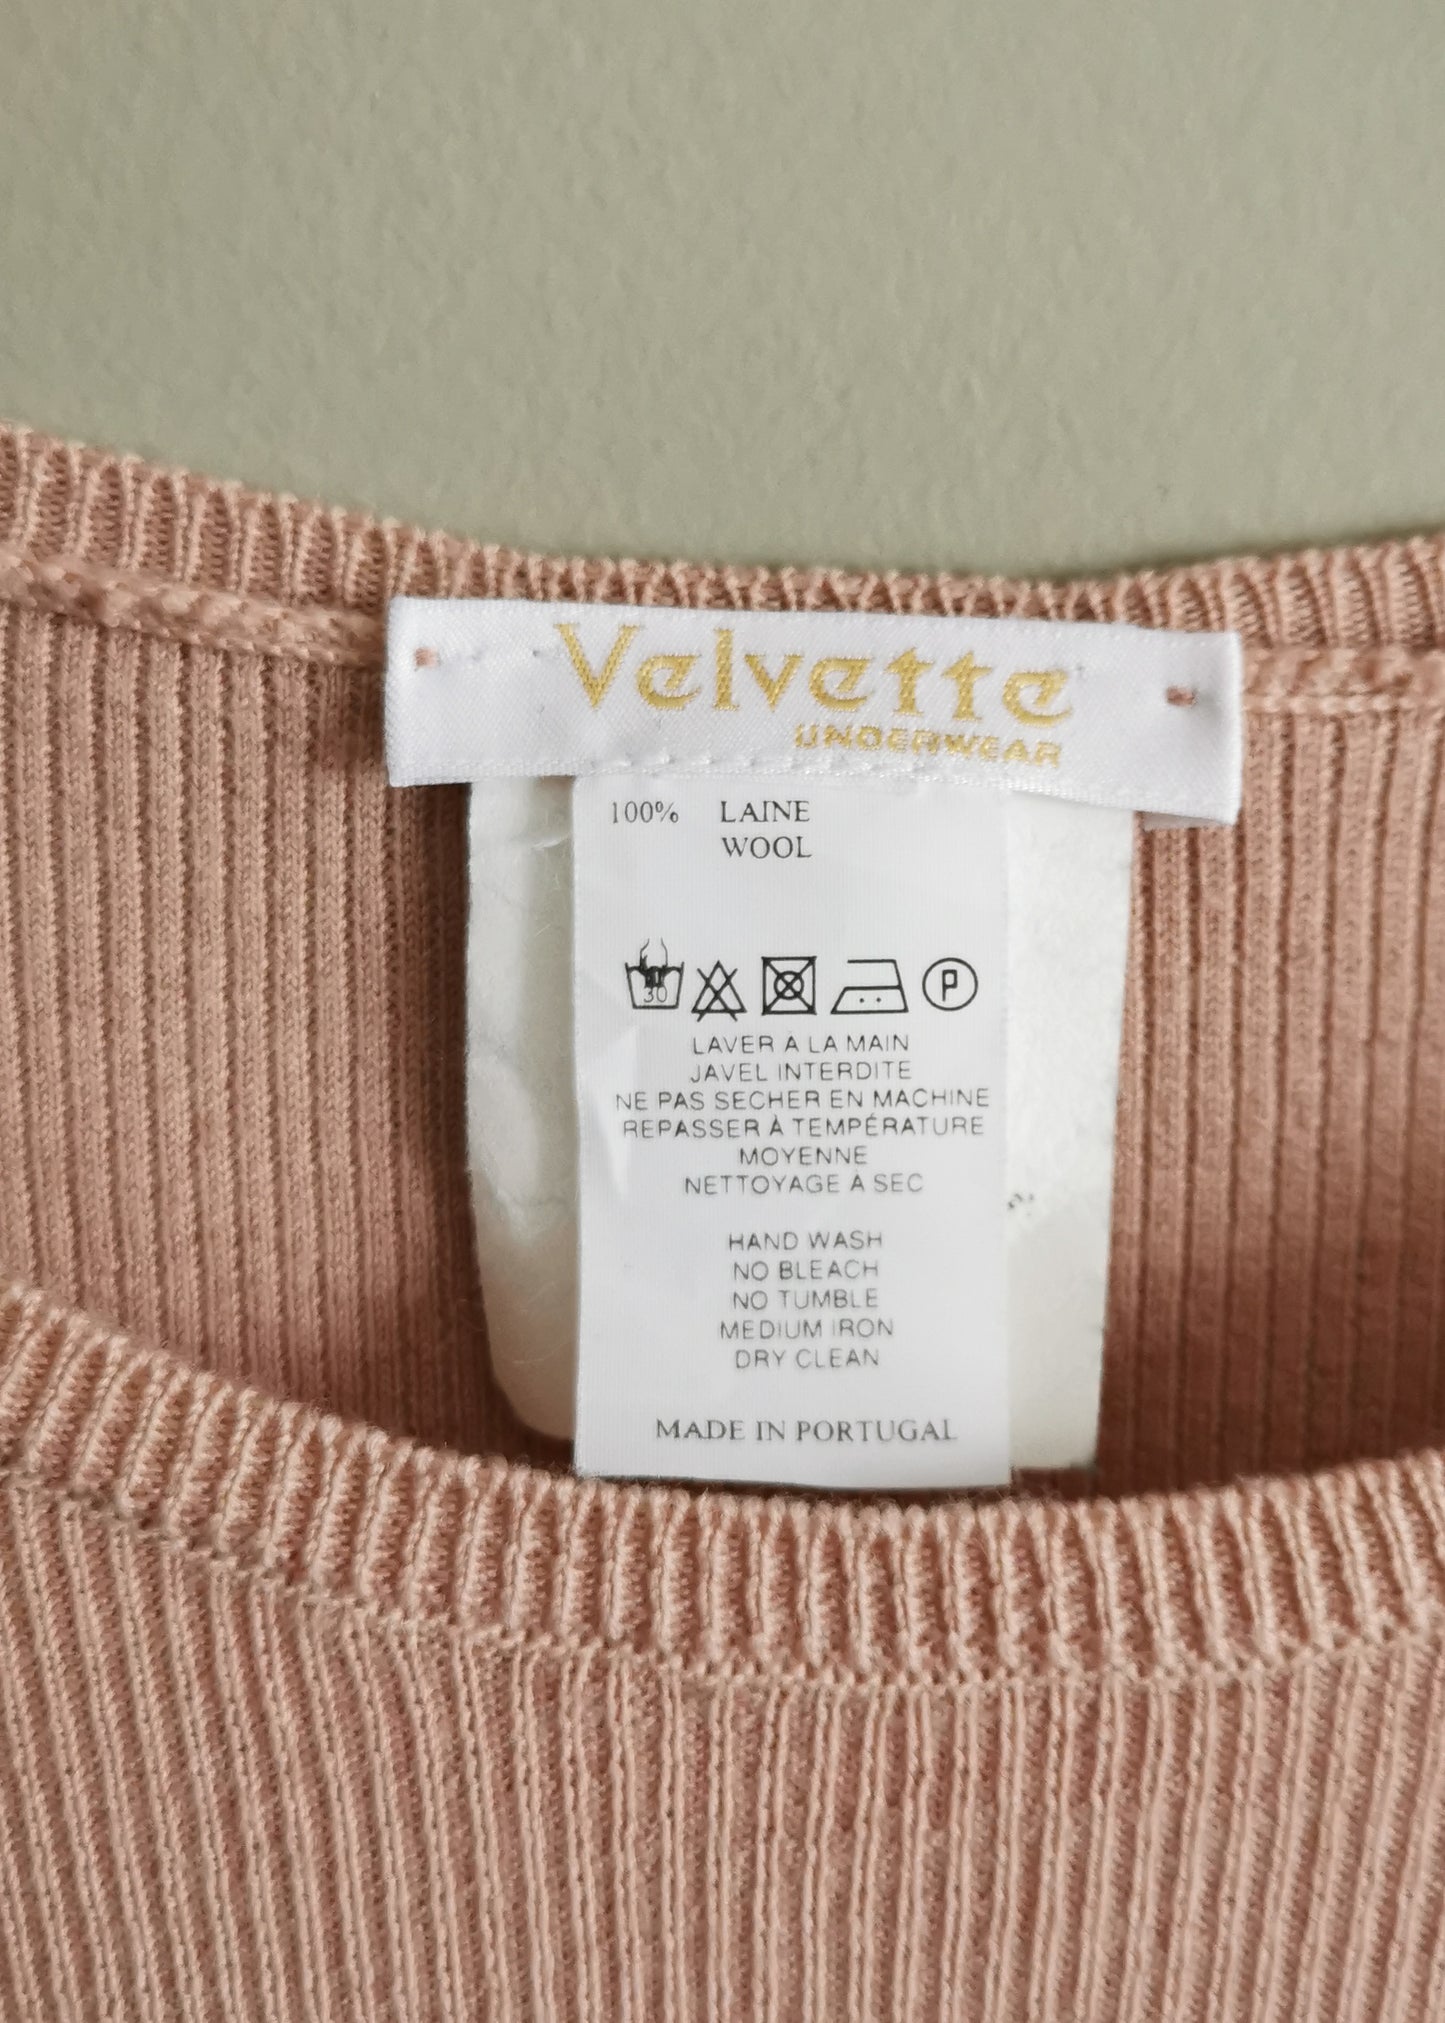 Velvette
UNDERWEAR
100% LAINE
WOOL
30
P
LAVER A LA MAIN
JAVEL INTERDITE
NE PAS SECHER EN MACHINE
REPASSER À TEMPÉRATURE
MOYENNE
NETTOYAGE À SEC
HAND WASH
NO BLEACH
NO TUMBLE
MEDIUM IRON
DRY CLEAN
MADE IN PORTUGAL